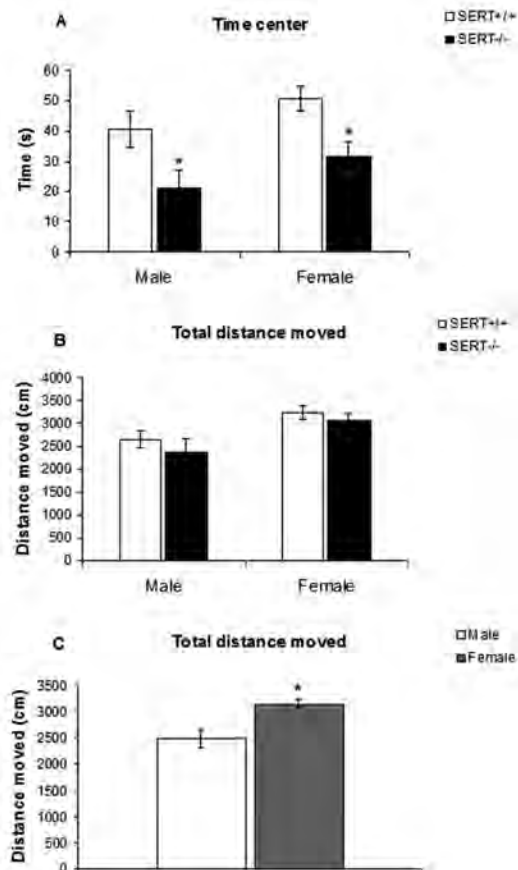 A
Time center
SERT+/+
SERT-/-
Time (s)
60
50
40
30
20
10
0
*
*
Male
Female
B
Total distance moved
SERT+/+
SERT-/-
Distance moved (cm)
4000
3500
3000
2500
2000
1500
1000
500
0
Male
Female
C
Total distance moved
Male
Female
Distance moved (cm)
3500
3000
2500
2000
1500
1000
500
0
*